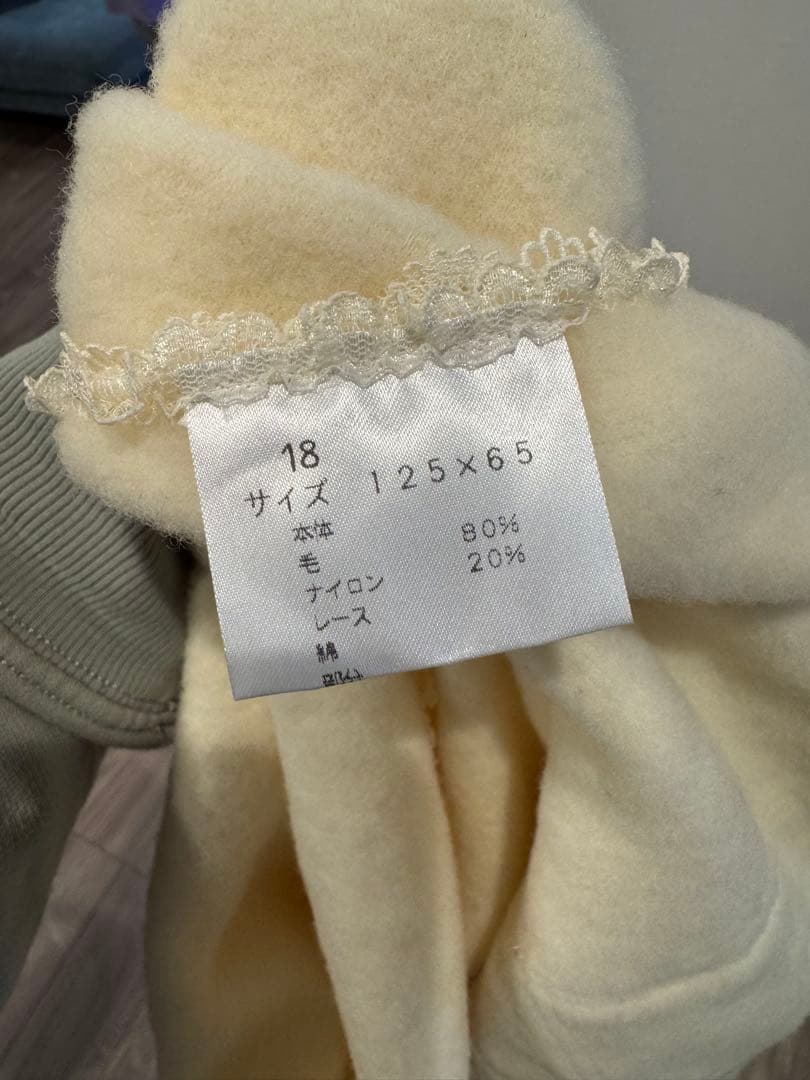 18
サイズ 125×65
本体
毛 80%
ナイロン 20%
レース
綿